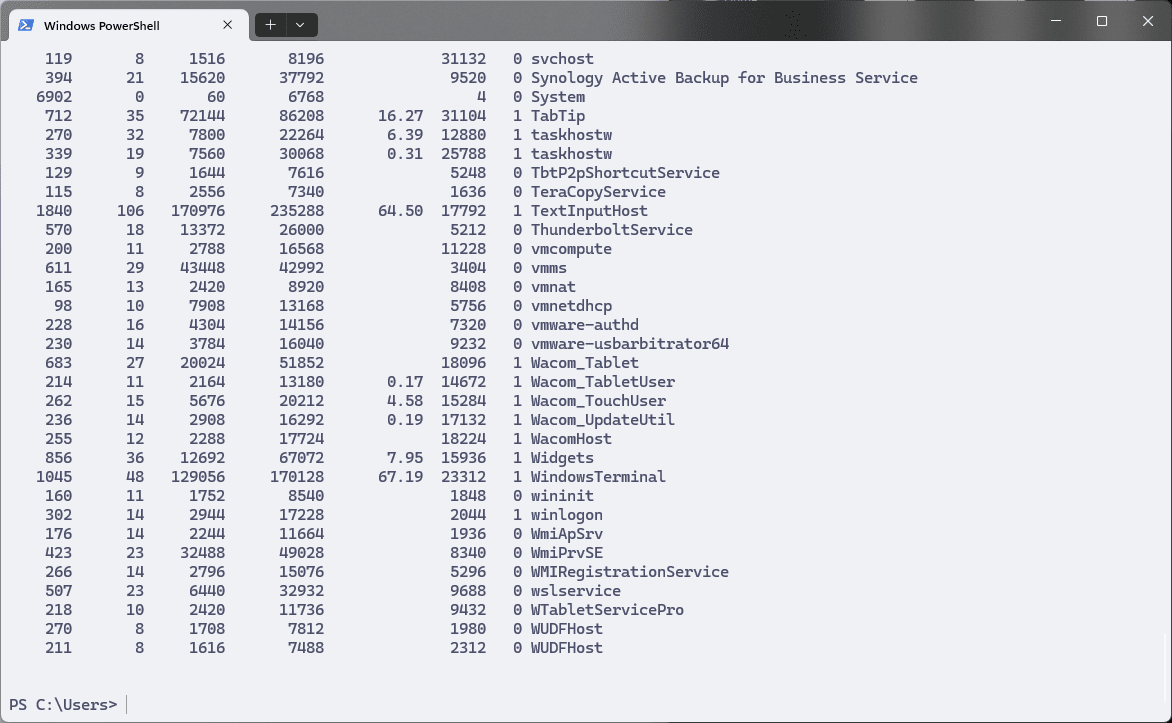 Windows PowerShell
119 8 1516 8196 31132 0 svchost
394 21 15620 37792 9520 0 Synology Active Backup for Business Service
6902 0 60 6768 4 0 System
712 35 72144 86208 16.27 31104 1 TabTip
270 32 7800 22264 6.39 12880 1 taskhostw
339 19 7560 30068 0.31 25788 1 taskhostw
129 9 1644 7616 5248 0 TbtP2pShortcutService
115 8 2556 7340 1636 0 TeraCopyService
1840 106 170976 235288 64.50 17792 1 TextInputHost
570 18 13372 26000 5212 0 ThunderboltService
200 11 2788 16568 11228 0 vmcompute
611 29 43448 42992 3404 0 vmms
165 13 2420 8920 8408 0 vmnat
98 10 7908 13168 5756 0 vmnetdhcp
228 16 4304 14156 7320 0 vmware-authd
230 14 3784 16040 9232 0 vmware-usbarbitrator64
683 27 20024 51852 18096 1 Wacom_Tablet
214 11 2164 13180 0.17 14672 1 Wacom_TabletUser
262 15 5676 20212 4.58 15284 1 Wacom_TouchUser
236 14 2908 16292 0.19 17132 1 Wacom_UpdateUtil
255 12 2288 17724 18224 1 WacomHost
856 36 12692 67072 7.95 15936 1 Widgets
1045 48 129056 170128 67.19 23312 1 WindowsTerminal
160 11 1752 8540 1848 0 wininit
302 14 2944 17228 2044 1 winlogon
176 14 2244 11664 1936 0 WmiApSrv
423 23 32488 49028 8340 0 WmiPrvSE
266 14 2796 15076 5296 0 WMIRegistrationService
507 23 6440 32932 9688 0 wslservice
218 10 2420 11736 9432 0 WTabletServicePro
270 8 1708 7812 1980 0 WUDFHost
211 8 1616 7488 2312 0 WUDFHost
PS C:\Users>